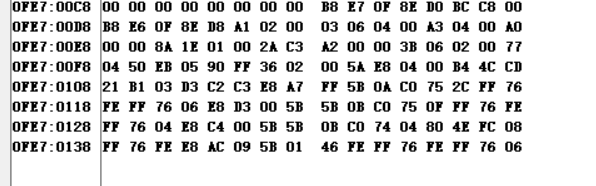 0FE7:00C8 00 00 00 00 00 00 00 00 B8 E7 0F 8E D0 BC C8 00
0FE7:00D8 B8 E6 0F 8E D8 A1 02 00 03 06 04 00 A3 04 00 A0
0FE7:00E8 00 00 8A 1E 01 00 2A C3 A2 00 00 3B 06 02 00 77
0FE7:00F8 04 50 EB 05 90 FF 36 02 00 5A E8 04 00 B4 4C CD
0FE7:0108 21 B1 03 D3 C2 C3 E8 A7 FF 5B 0A C0 75 2C FF 76
0FE7:0118 FE FF 76 06 E8 D3 00 5B 5B 0B C0 75 0F FF 76 FE
0FE7:0128 FF 76 04 E8 C4 00 5B 5B 0B C0 74 04 80 4E FC 08
0FE7:0138 FF 76 FE E8 AC 09 5B 01 46 FE FF 76 FE FF 76 06